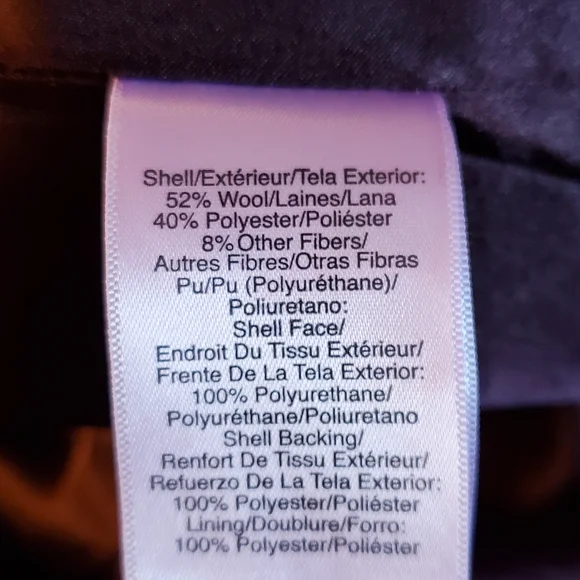 Shell/Extérieur/Tela Exterior:
52% Wool/Laines/Lana
40% Polyester/Poliéster
8% Other Fibers/
Autres Fibres/Otras Fibras
Pu/Pu (Polyuréthane)/
Poliuretano:
Shell Face/
Endroit Du Tissu Extérieur/
Frente De La Tela Exterior:
100% Polyurethane/
Polyuréthane/Poliuretano
Shell Backing/
Renfort De Tissu Extérieur/
Refuerzo De La Tela Exterior:
100% Polyester/Poliéster
Lining/Doublure/Forro:
100% Polyester/Poliéster